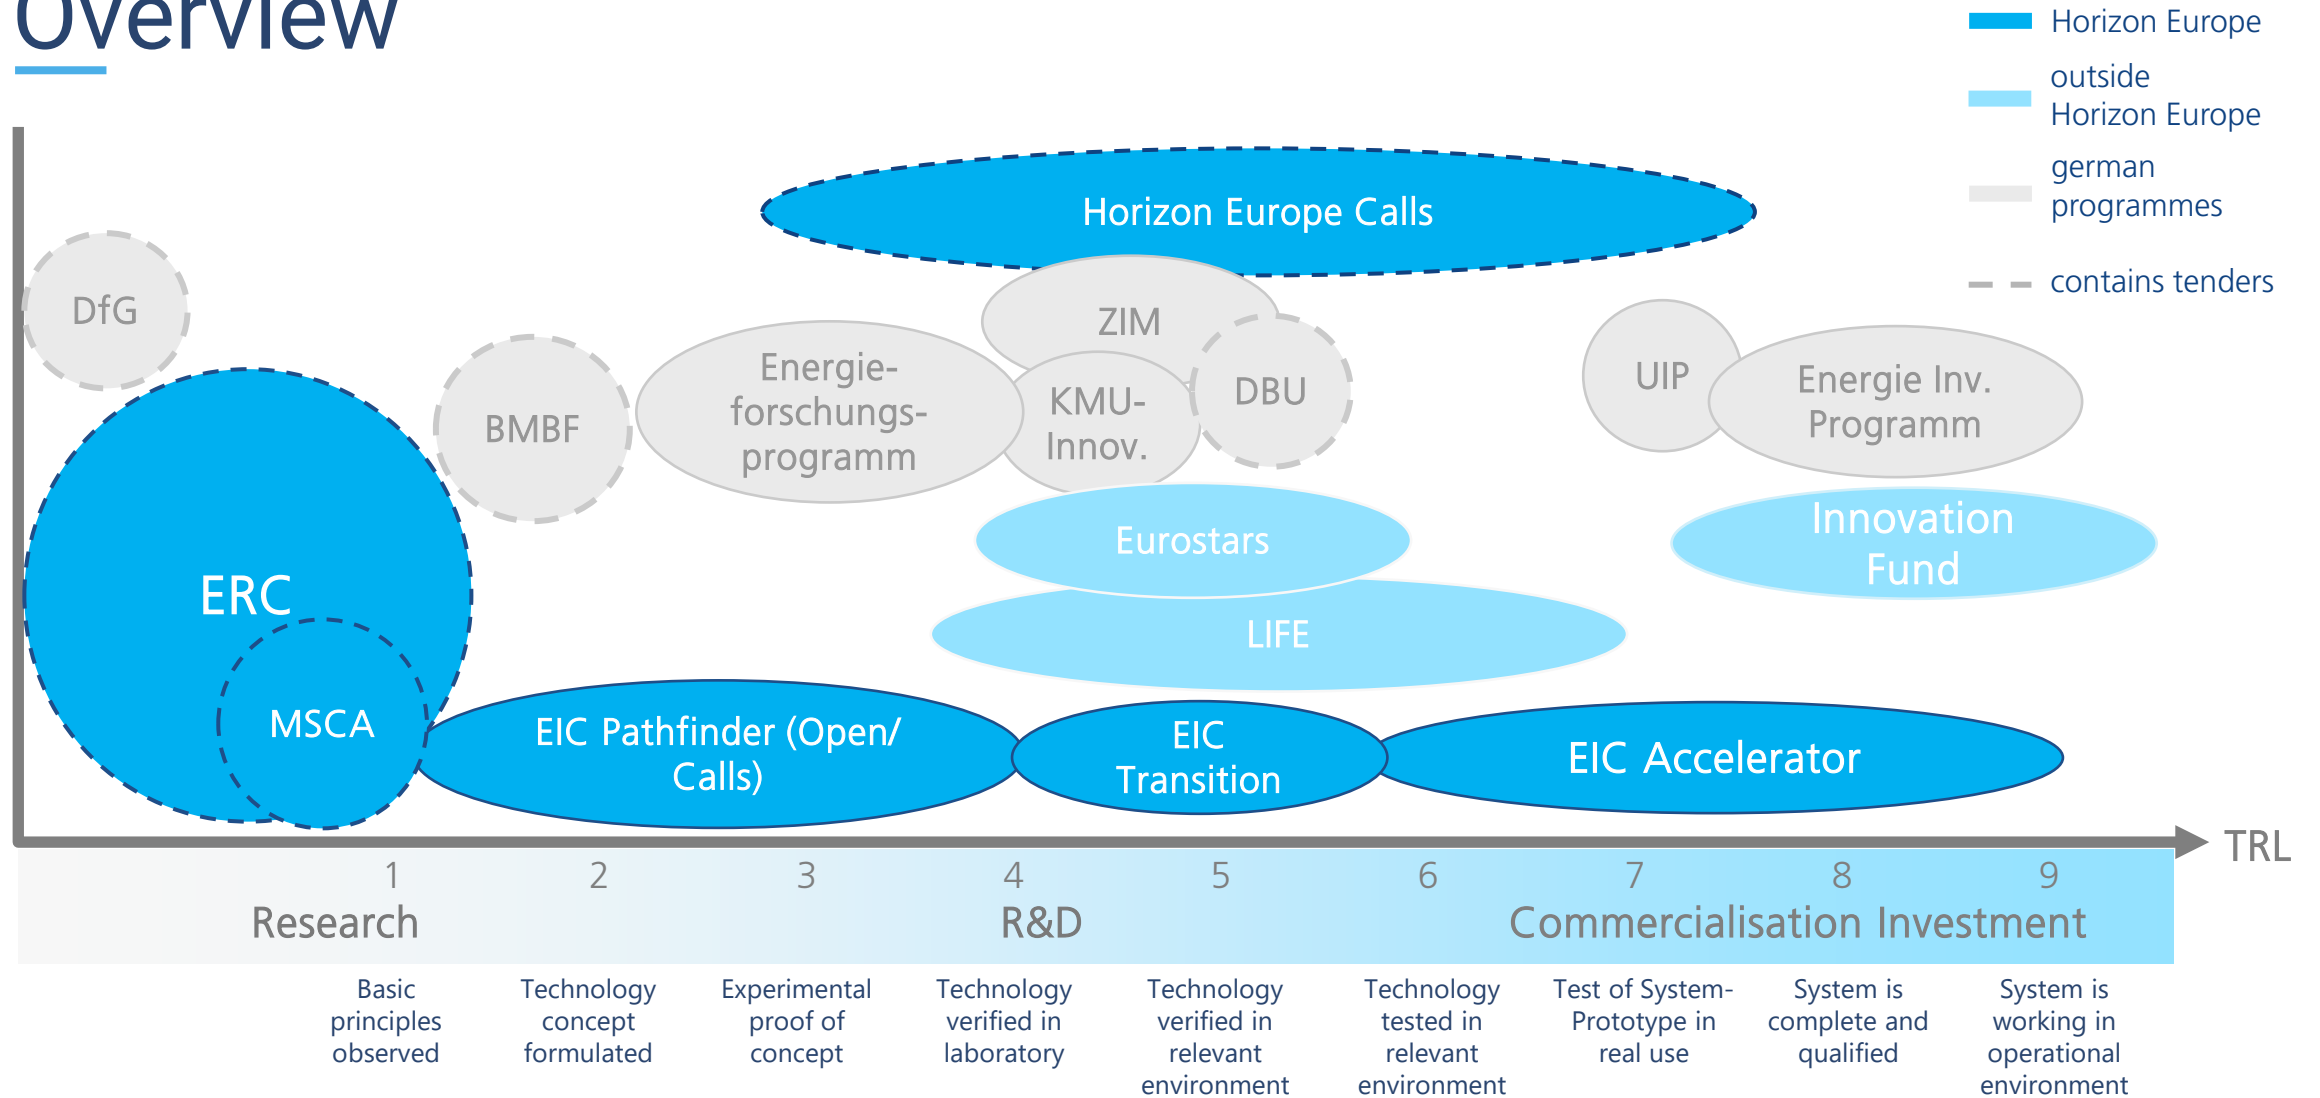 Overview
Horizon Europe
outside
Horizon Europe
german
programmes
contains tenders
Horizon Europe Calls
DfG
BMBF
Energie-
forschungs-
programm
ZIM
KMU-
Innov.
DBU
UIP
Energie Inv.
Programm
Eurostars
Innovation
Fund
LIFE
ERC
MSCA
EIC Pathfinder (Open/
Calls)
EIC
Transition
EIC Accelerator
TRL
1 2 3 4 5 6 7 8 9
Research R&D Commercialisation Investment
Basic
principles
observed
Technology
concept
formulated
Experimental
proof of
concept
Technology
verified in
laboratory
Technology
verified in
relevant
environment
Technology
tested in
relevant
environment
Test of System-
Prototype in
real use
System is
complete and
qualified
System is
working in
operational
environment